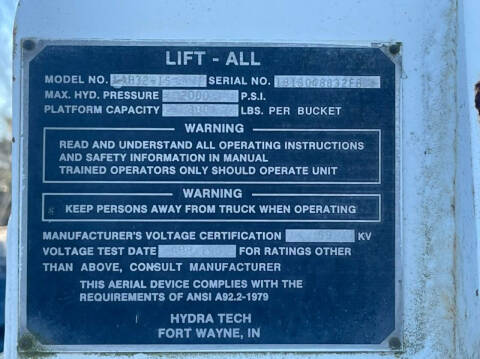 LIFT - ALL
MODEL NO. SERIAL NO.
MAX. HYD. PRESSURE 2000 P.S.I.
PLATFORM CAPACITY LBS. PER BUCKET
WARNING
READ AND UNDERSTAND ALL OPERATING INSTRUCTIONS
AND SAFETY INFORMATION IN MANUAL
TRAINED OPERATORS ONLY SHOULD OPERATE UNIT
WARNING
KEEP PERSONS AWAY FROM TRUCK WHEN OPERATING
MANUFACTURER'S VOLTAGE CERTIFICATION KV
VOLTAGE TEST DATE FOR RATINGS OTHER
THAN ABOVE, CONSULT MANUFACTURER
THIS AERIAL DEVICE COMPLIES WITH THE
REQUIREMENTS OF ANSI A92.2-1979
HYDRA TECH
FORT WAYNE, IN